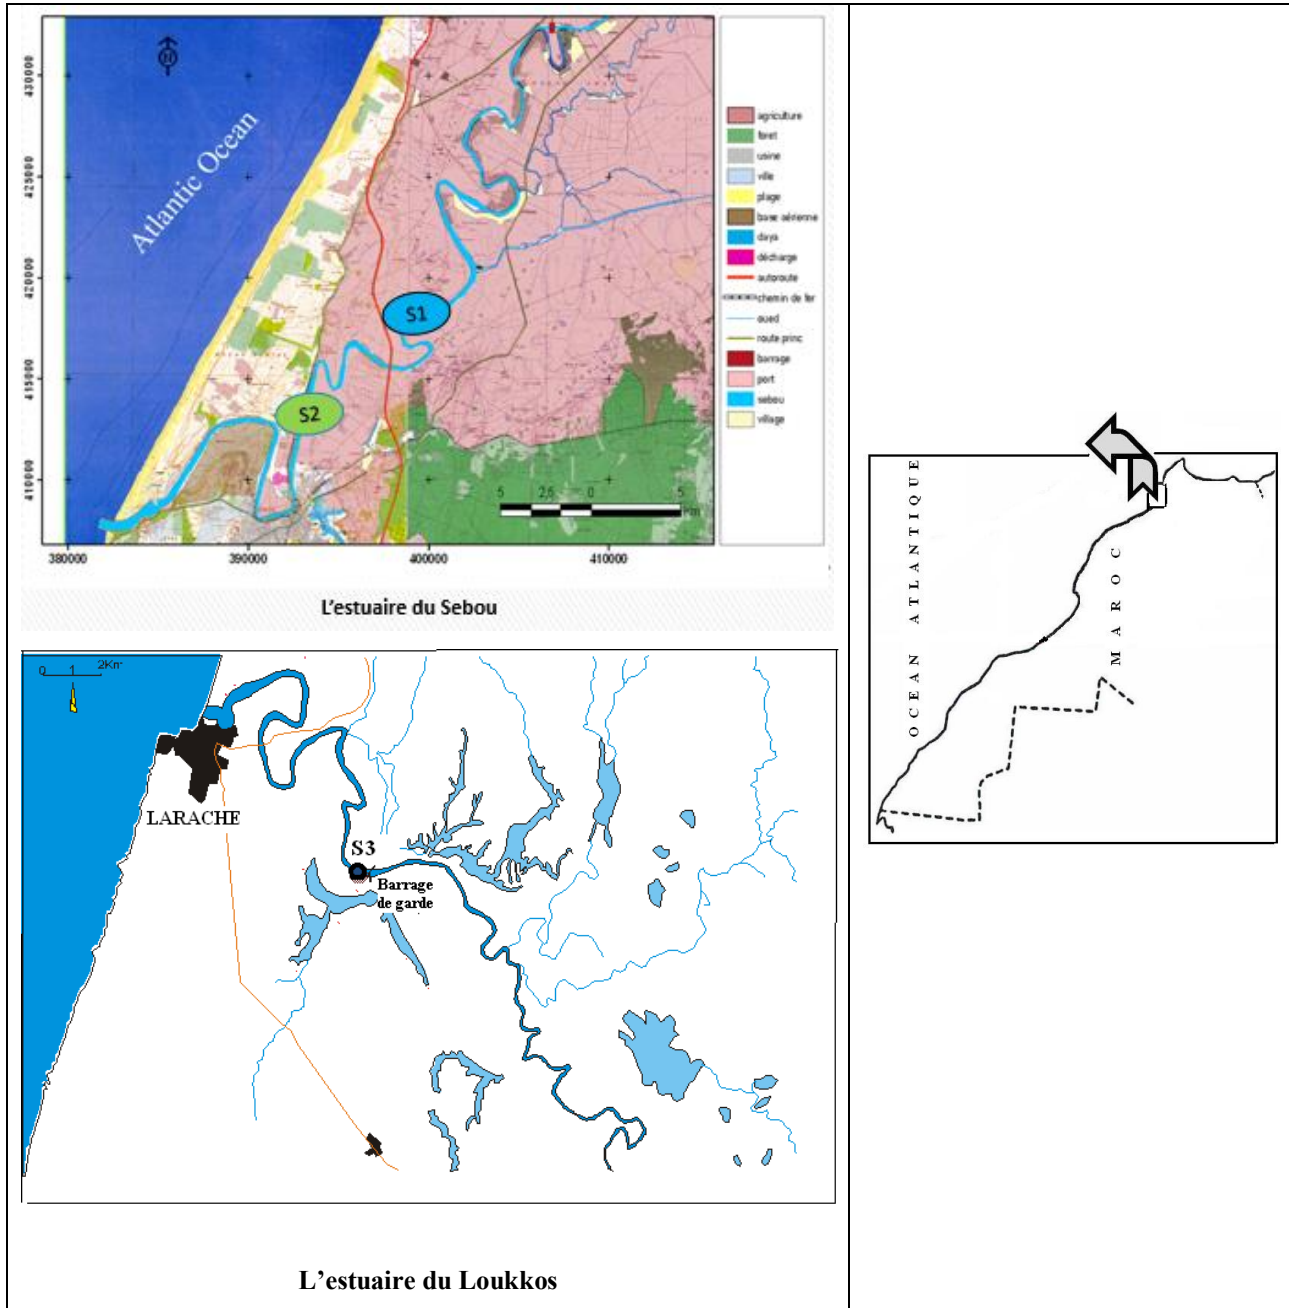 430000
425000
420000
415000
410000
N
Atlantic Ocean
S1
S2
5 2,5 0 5
Km
380000 390000 400000 410000
agriculture
foret
usine
ville
plage
base aérienne
daya
décharge
autoroute
chemin de fer
oued
route princ
barrage
port
sebou
village
L'estuaire du Sebou
0 1 2Km
LARACHE
S3
Barrage
de garde
L'estuaire du Loukkos
OCEAN ATLANTIQUE
MAROC